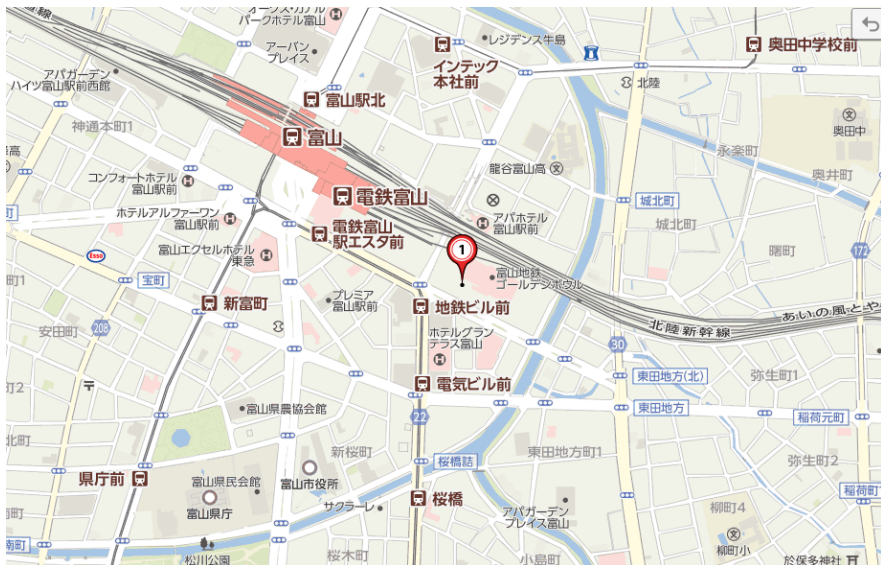 オークスカナル
パークホテル富山
アーバン
プレイス
レジデンス牛島
インテック
本社前
奥田中学校前
アパガーデン
ハイツ富山駅前西館
富山駅北
北陸
神通本町1
富山
奥田中
永楽町
奥井町
龍谷富山高
コンフォートホテル
富山駅前
電鉄富山
城北町
城北町
ホテルアルファーワン
富山駅前
アパホテル
富山駅前
電鉄富山
駅エスタ前
曙町
172
富山エクセルホテル
東急
1
Esso
宝町
富山地鉄
ゴールデンボウル
新富町
プレミア
富山駅前
地鉄ビル前
あいの風とや
北陸新幹線
安田町
208
ホテルグラン
テラス富山
30
東田地方(北)
弥生町1
電気ビル前
東田地方
富山県農協会館
22
稲荷元町
新桜町
東田地方町1
弥生町2
桜橋詰
県庁前
富山県民会館
富山市役所
稲荷町
桜橋
サクラーレ
富山県庁
アパガーデン
プレイス富山
柳町4
松川公園
桜木町
小島町
柳町小
於保多神社